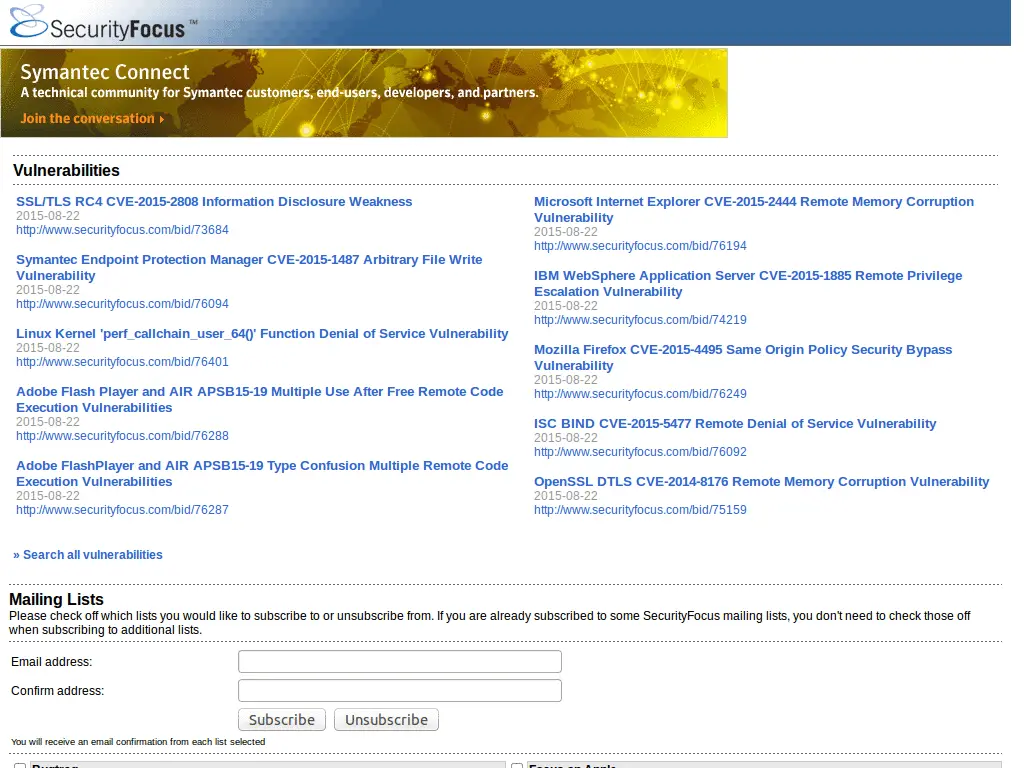 SecurityFocus™
Symantec Connect
A technical community for Symantec customers, end-users, developers, and partners.
Join the conversation
Vulnerabilities
SSL/TLS RC4 CVE-2015-2808 Information Disclosure Weakness
2015-08-22
http://www.securityfocus.com/bid/73684
Symantec Endpoint Protection Manager CVE-2015-1487 Arbitrary File Write
Vulnerability
2015-08-22
http://www.securityfocus.com/bid/76094
Linux Kernel 'perf_callchain_user_64()' Function Denial of Service Vulnerability
2015-08-22
http://www.securityfocus.com/bid/76401
Adobe Flash Player and AIR APSB15-19 Multiple Use After Free Remote Code
Execution Vulnerabilities
2015-08-22
http://www.securityfocus.com/bid/76288
Adobe FlashPlayer and AIR APSB15-19 Type Confusion Multiple Remote Code
Execution Vulnerabilities
2015-08-22
http://www.securityfocus.com/bid/76287
Microsoft Internet Explorer CVE-2015-2444 Remote Memory Corruption
Vulnerability
2015-08-22
http://www.securityfocus.com/bid/76194
IBM WebSphere Application Server CVE-2015-1885 Remote Privilege
Escalation Vulnerability
2015-08-22
http://www.securityfocus.com/bid/74219
Mozilla Firefox CVE-2015-4495 Same Origin Policy Security Bypass
Vulnerability
2015-08-22
http://www.securityfocus.com/bid/76249
ISC BIND CVE-2015-5477 Remote Denial of Service Vulnerability
2015-08-22
http://www.securityfocus.com/bid/76092
OpenSSL DTLS CVE-2014-8176 Remote Memory Corruption Vulnerability
2015-08-22
http://www.securityfocus.com/bid/75159
» Search all vulnerabilities
Mailing Lists
Please check off which lists you would like to subscribe to or unsubscribe from. If you are already subscribed to some SecurityFocus mailing lists, you don't need to check those off
when subscribing to additional lists.
Email address:
Confirm address:
Subscribe Unsubscribe
You will receive an email confirmation from each list selected
Bugtraq Focus on Apple